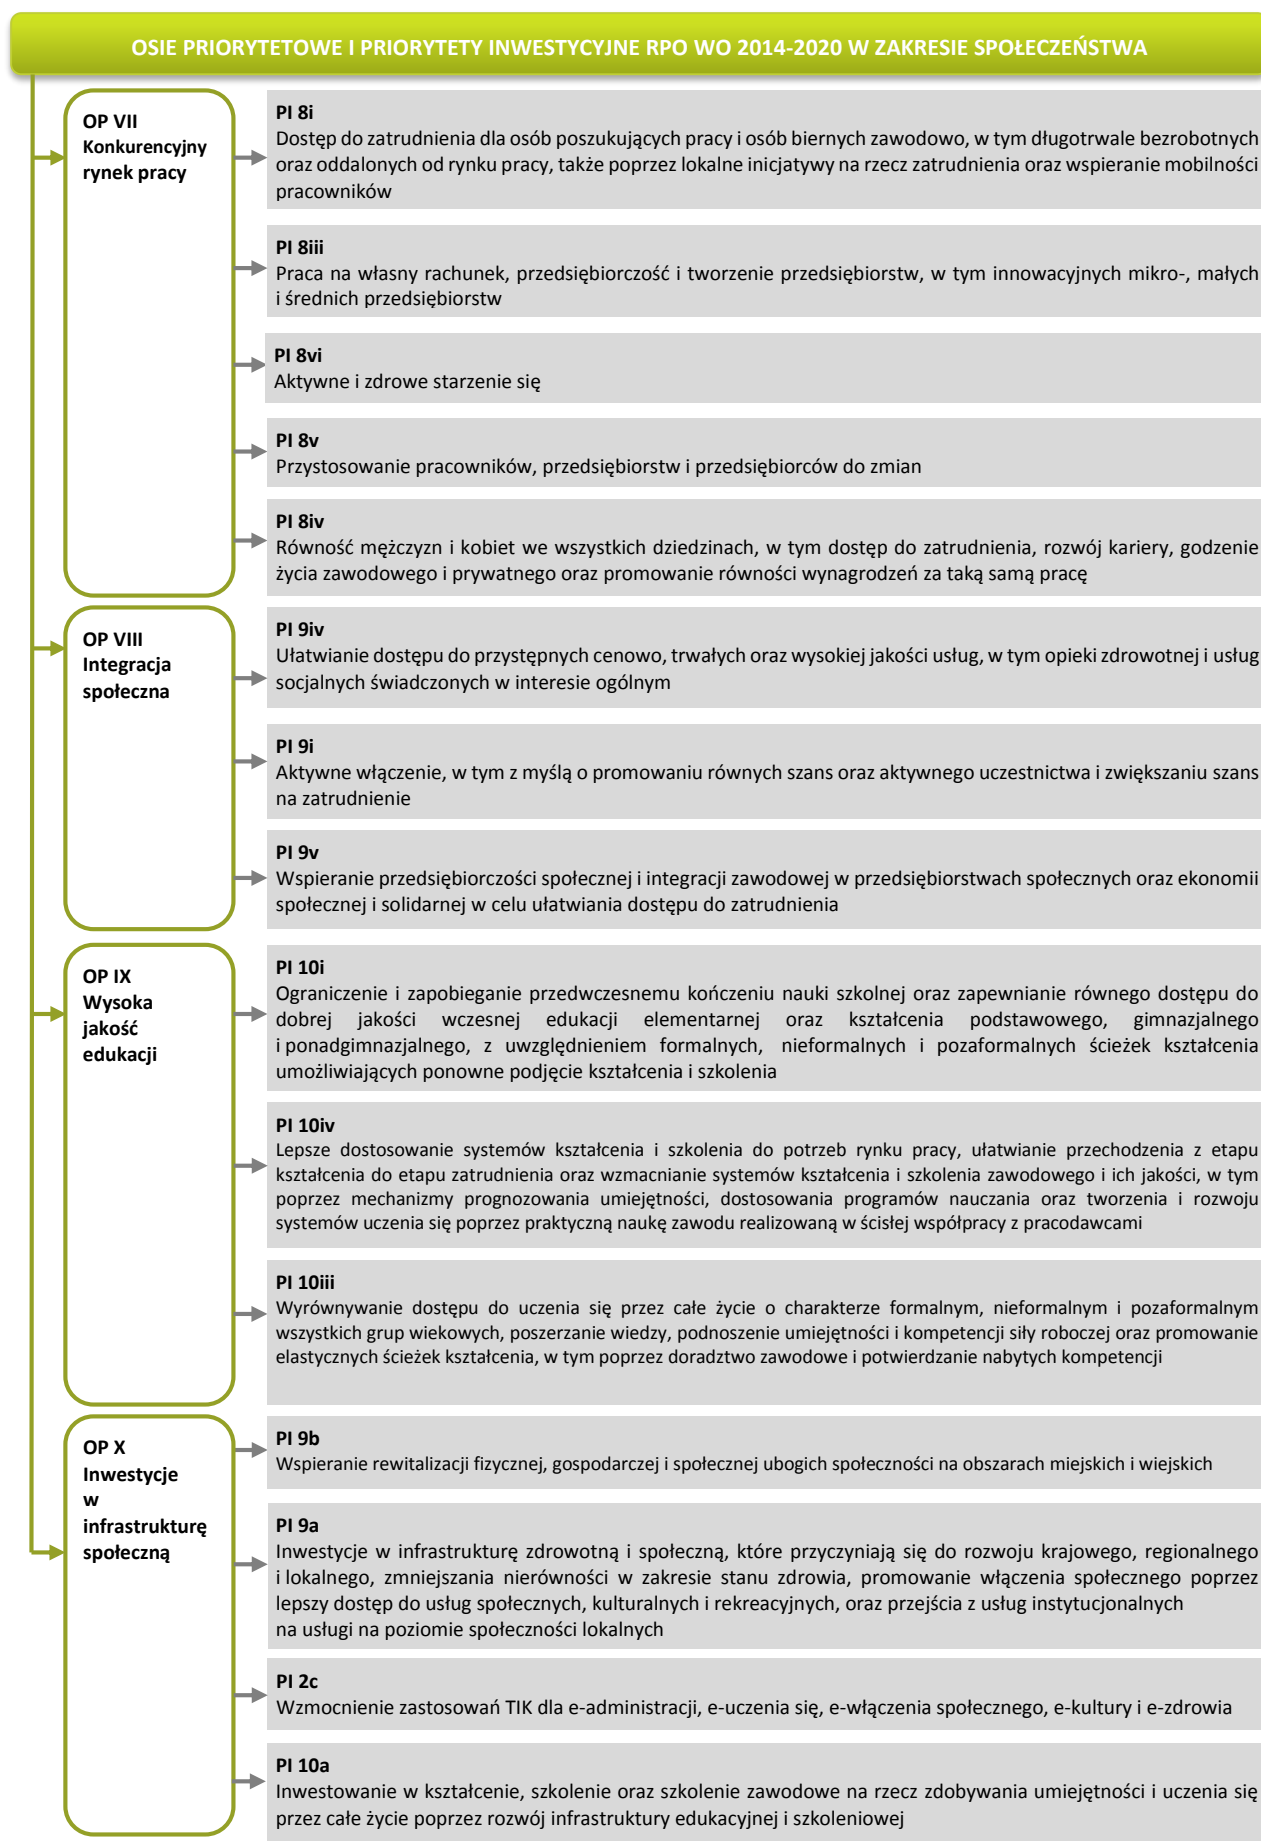 OSIE PRIORYTETOWE I PRIORYTETY INWESTYCYJNE RPO WO 2014-2020 W ZAKRESIE SPOŁECZEŃSTWA
OP VII
Konkurencyjny
rynek pracy
PI 8i
Dostęp do zatrudnienia dla osób poszukujących pracy i osób biernych zawodowo, w tym długotrwale bezrobotnych
oraz oddalonych od rynku pracy, także poprzez lokalne inicjatywy na rzecz zatrudnienia oraz wspieranie mobilności
pracowników
PI 8iii
Praca na własny rachunek, przedsiębiorczość i tworzenie przedsiębiorstw, w tym innowacyjnych mikro-, małych
i średnich przedsiębiorstw
PI 8vi
Aktywne i zdrowe starzenie się
PI 8v
Przystosowanie pracowników, przedsiębiorstw i przedsiębiorców do zmian
PI 8iv
Równość mężczyzn i kobiet we wszystkich dziedzinach, w tym dostęp do zatrudnienia, rozwój kariery, godzenie
życia zawodowego i prywatnego oraz promowanie równości wynagrodzeń za taką samą pracę
OP VIII
Integracja
społeczna
PI 9iv
Ułatwianie dostępu do przystępnych cenowo, trwałych oraz wysokiej jakości usług, w tym opieki zdrowotnej i usług
socjalnych świadczonych w interesie ogólnym
PI 9i
Aktywne włączenie, w tym z myślą o promowaniu równych szans oraz aktywnego uczestnictwa i zwiększaniu szans
na zatrudnienie
PI 9v
Wspieranie przedsiębiorczości społecznej i integracji zawodowej w przedsiębiorstwach społecznych oraz ekonomii
społecznej i solidarnej w celu ułatwiania dostępu do zatrudnienia
OP IX
Wysoka
jakość
edukacji
PI 10i
Ograniczenie i zapobieganie przedwczesnemu kończeniu nauki szkolnej oraz zapewnianie równego dostępu do
dobrej jakości wczesnej edukacji elementarnej oraz kształcenia podstawowego, gimnazjalnego
i ponadgimnazjalnego, z uwzględnieniem formalnych, nieformalnych i pozaformalnych ścieżek kształcenia
umożliwiających ponowne podjęcie kształcenia i szkolenia
PI 10iv
Lepsze dostosowanie systemów kształcenia i szkolenia do potrzeb rynku pracy, ułatwianie przechodzenia z etapu
kształcenia do etapu zatrudnienia oraz wzmacnianie systemów kształcenia i szkolenia zawodowego i ich jakości, w tym
poprzez mechanizmy prognozowania umiejętności, dostosowania programów nauczania oraz tworzenia i rozwoju
systemów uczenia się poprzez praktyczną naukę zawodu realizowaną w ścisłej współpracy z pracodawcami
PI 10iii
Wyrównywanie dostępu do uczenia się przez całe życie o charakterze formalnym, nieformalnym i pozaformalnym
wszystkich grup wiekowych, poszerzanie wiedzy, podnoszenie umiejętności i kompetencji siły roboczej oraz promowanie
elastycznych ścieżek kształcenia, w tym poprzez doradztwo zawodowe i potwierdzanie nabytych kompetencji
OP X
Inwestycje
w
infrastrukturę
społeczną
PI 9b
Wspieranie rewitalizacji fizycznej, gospodarczej i społecznej ubogich społeczności na obszarach miejskich i wiejskich
PI 9a
Inwestycje w infrastrukturę zdrowotną i społeczną, które przyczyniają się do rozwoju krajowego, regionalnego
i lokalnego, zmniejszania nierówności w zakresie stanu zdrowia, promowanie włączenia społecznego poprzez
lepszy dostęp do usług społecznych, kulturalnych i rekreacyjnych, oraz przejścia z usług instytucjonalnych
na usługi na poziomie społeczności lokalnych
PI 2c
Wzmocnienie zastosowań TIK dla e-administracji, e-uczenia się, e-włączenia społecznego, e-kultury i e-zdrowia
PI 10a
Inwestowanie w kształcenie, szkolenie oraz szkolenie zawodowe na rzecz zdobywania umiejętności i uczenia się
przez całe życie poprzez rozwój infrastruktury edukacyjnej i szkoleniowej